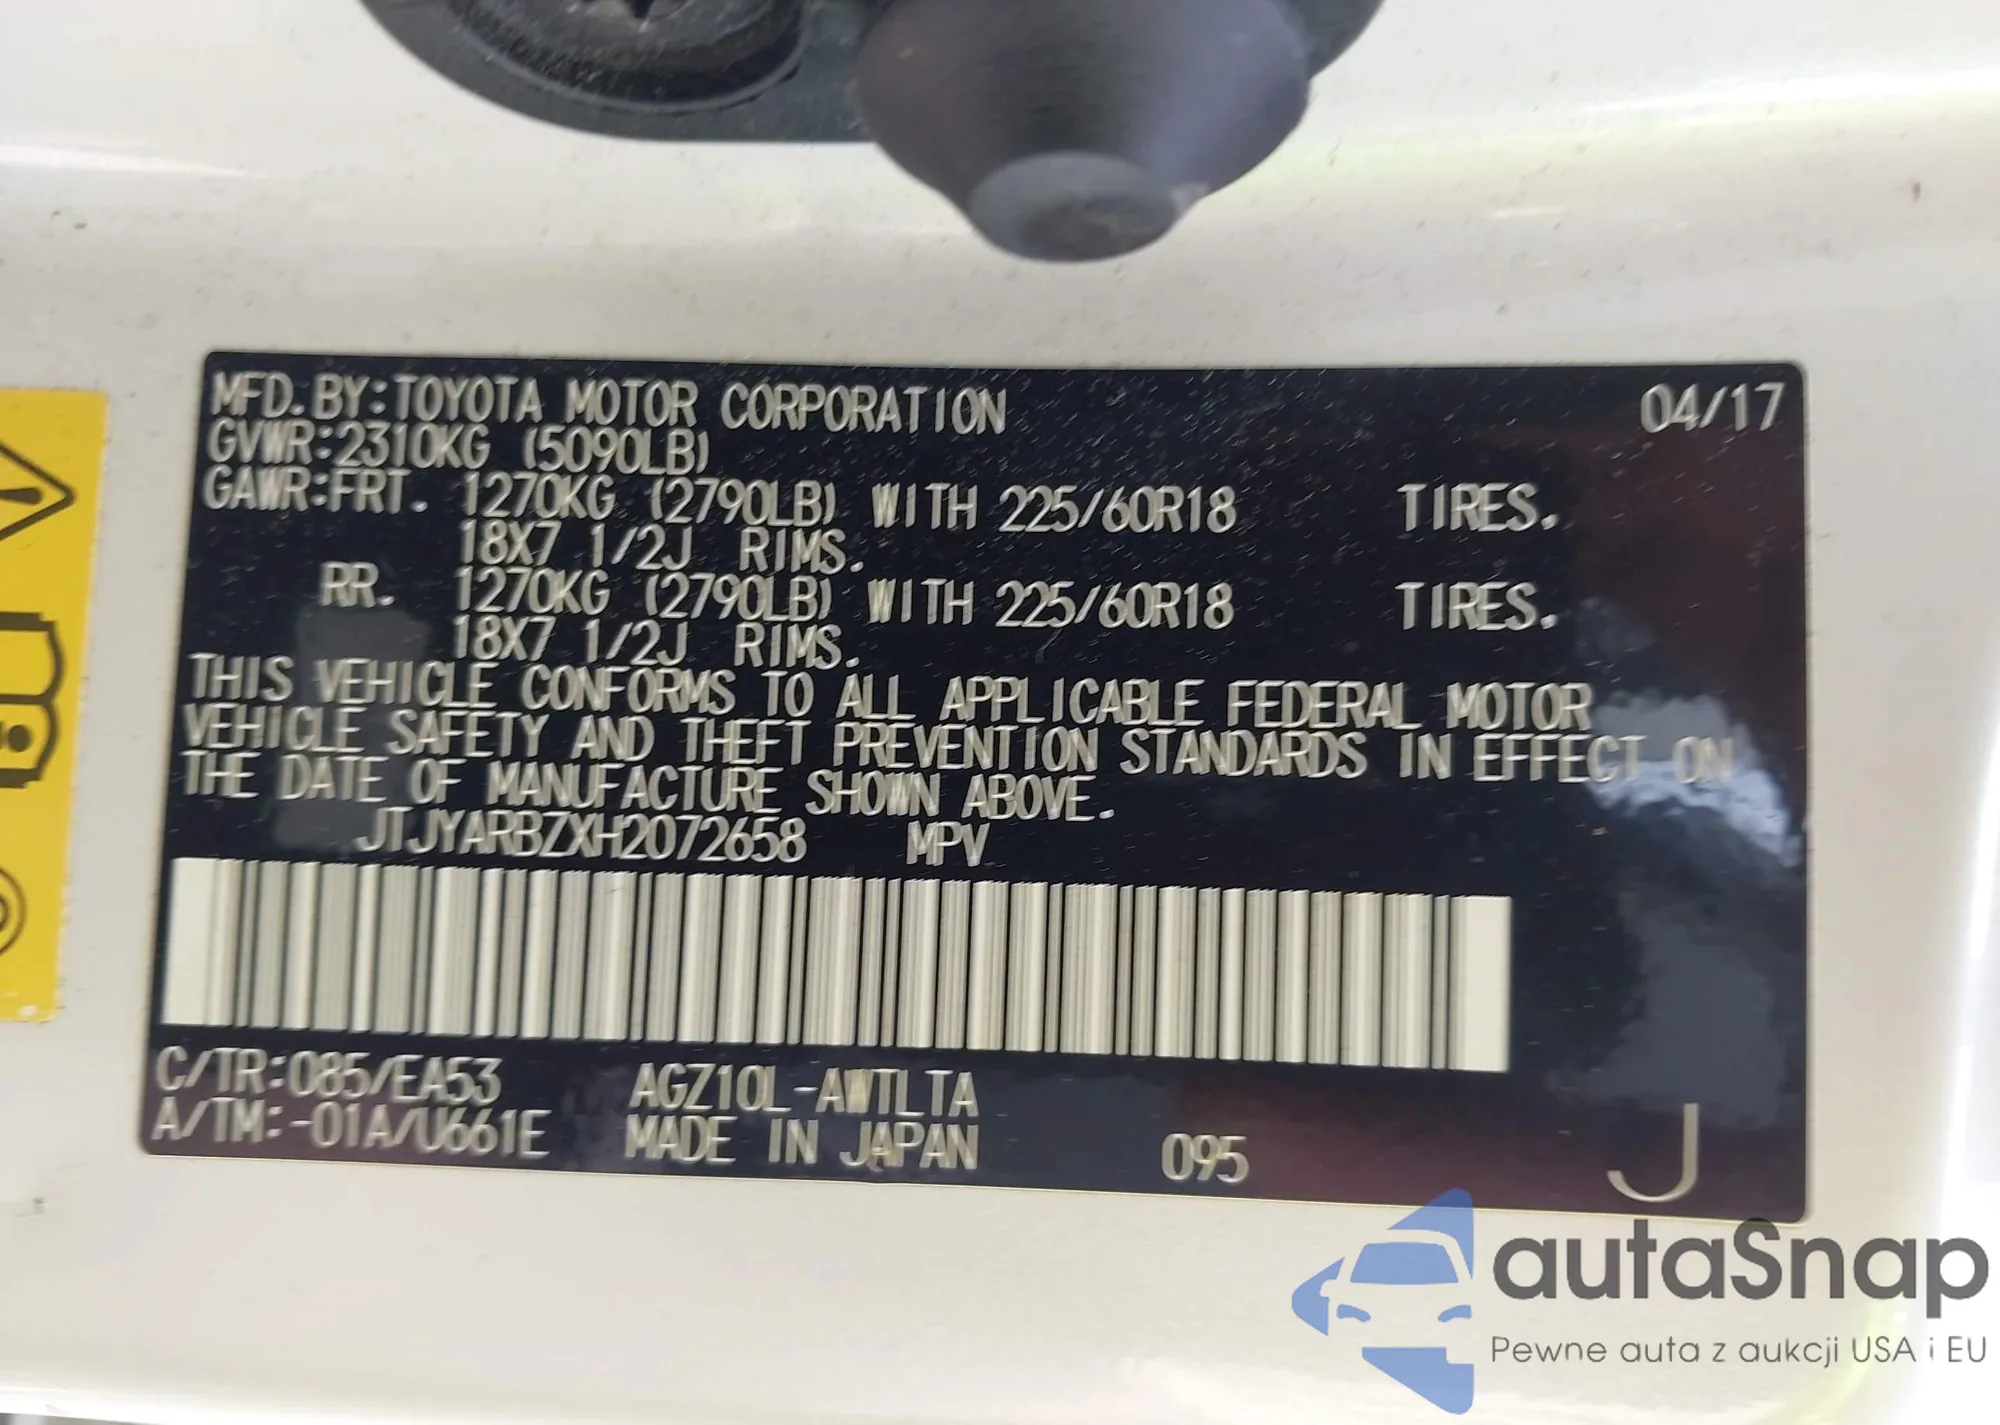 MFD. BY: TOYOTA MOTOR CORPORATION 04/17
GVWR: 2310KG (5090LB)
GAWR: FRT. 1270KG (2790LB) WITH 225/60R18 TIRES.
18X7 1/2J RIMS.
RR. 1270KG (2790LB) WITH 225/60R18 TIRES.
18X7 1/2J RIMS.
THIS VEHICLE CONFORMS TO ALL APPLICABLE FEDERAL MOTOR
VEHICLE SAFETY AND THEFT PREVENTION STANDARDS IN EFFECT ON
THE DATE OF MANUFACTURE SHOWN ABOVE.
JTJYARBZXH2072658 MPV
C/TR: 085/EA53 AGZ10L-AWTLTA
A/TM: -01A/U661E MADE IN JAPAN 095 J
autaSnap
Pewne auta z aukcji USA i EU